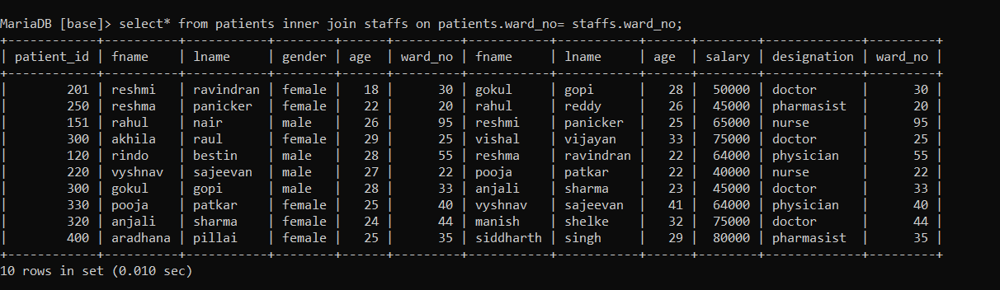 MariaDB [base]> select* from patients inner join staffs on patients.ward_no= staffs.ward_no;
+------------+----------+-----------+--------+------+---------+-----------+-----------+------+--------+-------------+---------+
| patient_id | fname    | lname     | gender | age  | ward_no | fname     | lname     | age  | salary | designation | ward_no |
+------------+----------+-----------+--------+------+---------+-----------+-----------+------+--------+-------------+---------+
|        201 | reshmi   | ravindran | female |   18 |      30 | gokul     | gopi      |   28 |  50000 | doctor      |      30 |
|        250 | reshma   | panicker  | female |   22 |      20 | rahul     | reddy     |   26 |  45000 | pharmasist  |      20 |
|        151 | rahul    | nair      | male   |   26 |      95 | reshmi    | panicker  |   25 |  65000 | nurse       |      95 |
|        300 | akhila   | raul      | female |   29 |      25 | vishal    | vijayan   |   33 |  75000 | doctor      |      25 |
|        120 | rindo    | bestin    | male   |   28 |      55 | reshma    | ravindran |   22 |  64000 | physician   |      55 |
|        220 | vyshnav  | sajeevan  | male   |   27 |      22 | pooja     | patkar    |   22 |  40000 | nurse       |      22 |
|        300 | gokul    | gopi      | male   |   28 |      33 | anjali    | sharma    |   23 |  45000 | doctor      |      33 |
|        330 | pooja    | patkar    | female |   25 |      40 | vyshnav   | sajeevan  |   41 |  64000 | physician   |      40 |
|        320 | anjali   | sharma    | female |   24 |      44 | manish    | shelke    |   32 |  75000 | doctor      |      44 |
|        400 | aradhana | pillai    | female |   25 |      35 | siddharth | singh     |   29 |  80000 | pharmasist  |      35 |
+------------+----------+-----------+--------+------+---------+-----------+-----------+------+--------+-------------+---------+
10 rows in set (0.010 sec)